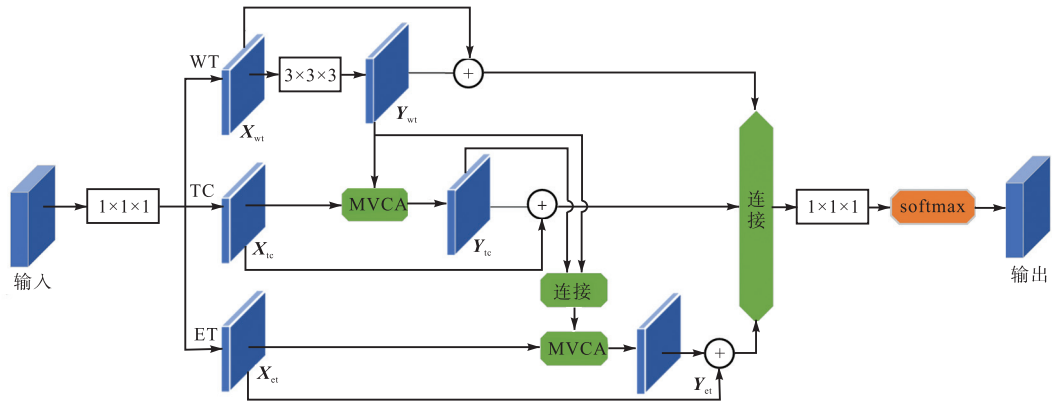 WT
3×3×3
+
X_wt
Y_wt
输入
1×1×1
TC
MVCA
+
X_tc
Y_tc
连接
1×1×1
softmax
输出
连接
ET
MVCA
+
X_et
Y_et